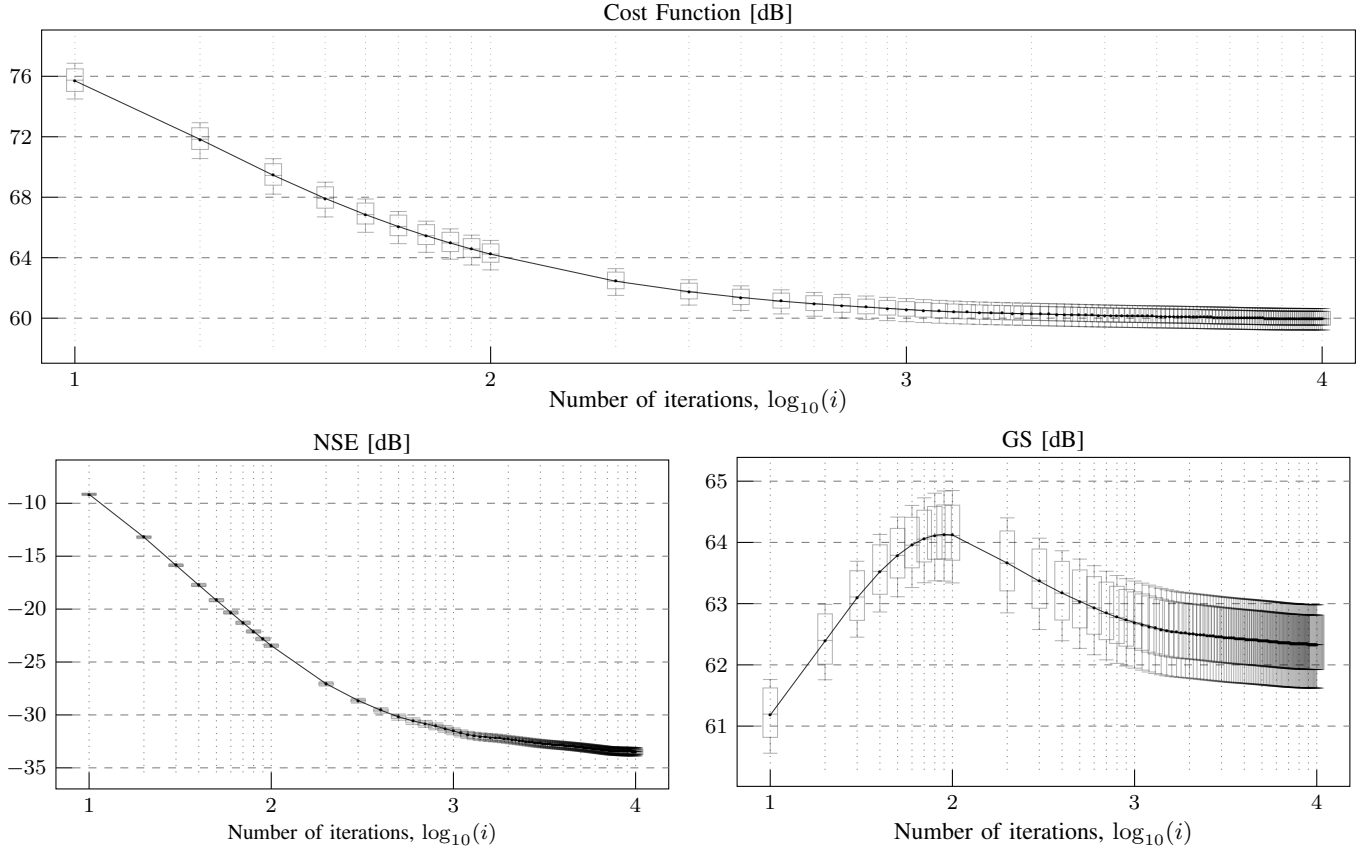 Cost Function [dB]
76
72
68
64
60
1 2 3 4
Number of iterations, log₁₀(i)
NSE [dB]
−10
−15
−20
−25
−30
−35
1 2 3 4
Number of iterations, log₁₀(i)
GS [dB]
65
64
63
62
61
1 2 3 4
Number of iterations, log₁₀(i)